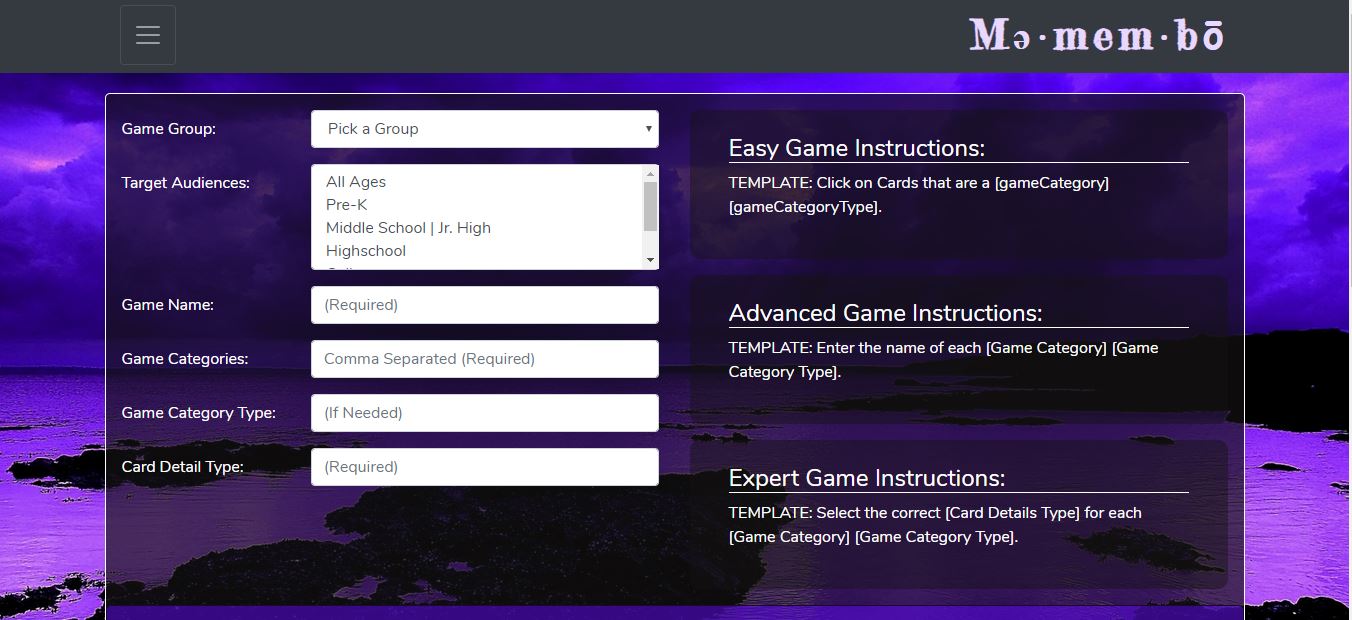 Mə·mem·bō
Game Group:
Pick a Group
Target Audiences:
All Ages
Pre-K
Middle School | Jr. High
Highschool
Game Name:
(Required)
Game Categories:
Comma Separated (Required)
Game Category Type:
(If Needed)
Card Detail Type:
(Required)
Easy Game Instructions:
TEMPLATE: Click on Cards that are a [gameCategory]
[gameCategoryType].
Advanced Game Instructions:
TEMPLATE: Enter the name of each [Game Category] [Game
Category Type].
Expert Game Instructions:
TEMPLATE: Select the correct [Card Details Type] for each
[Game Category] [Game Category Type].